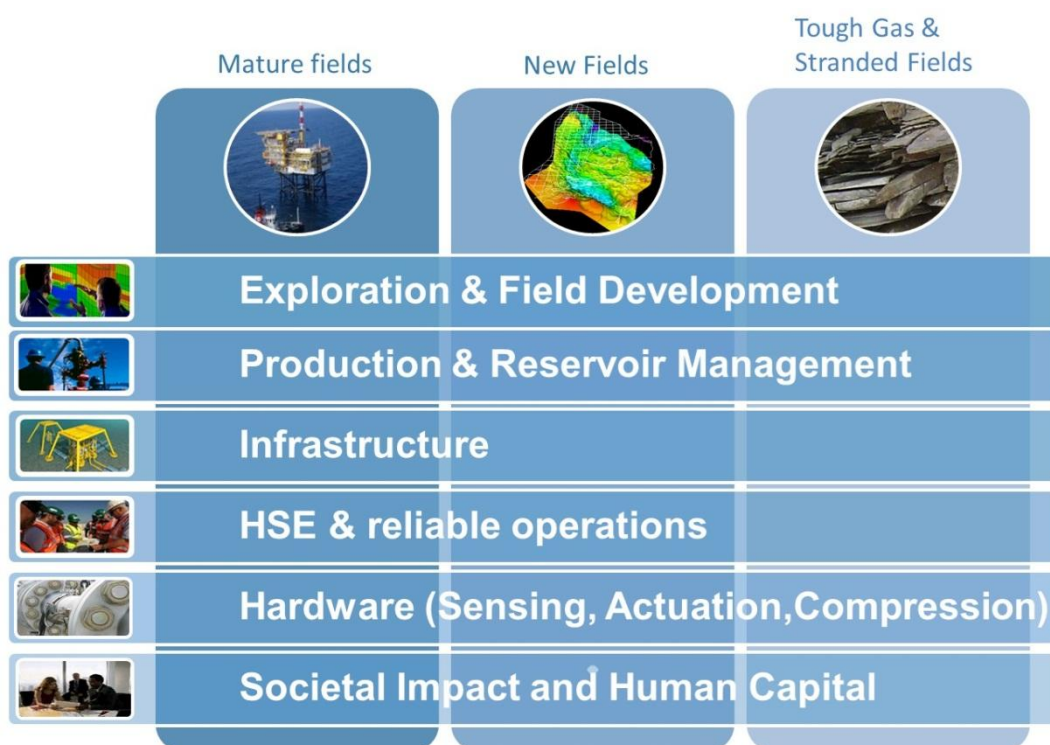 Mature fields
New Fields
Tough Gas &
Stranded Fields
Exploration & Field Development
Production & Reservoir Management
Infrastructure
HSE & reliable operations
Hardware (Sensing, Actuation,Compression)
Societal Impact and Human Capital